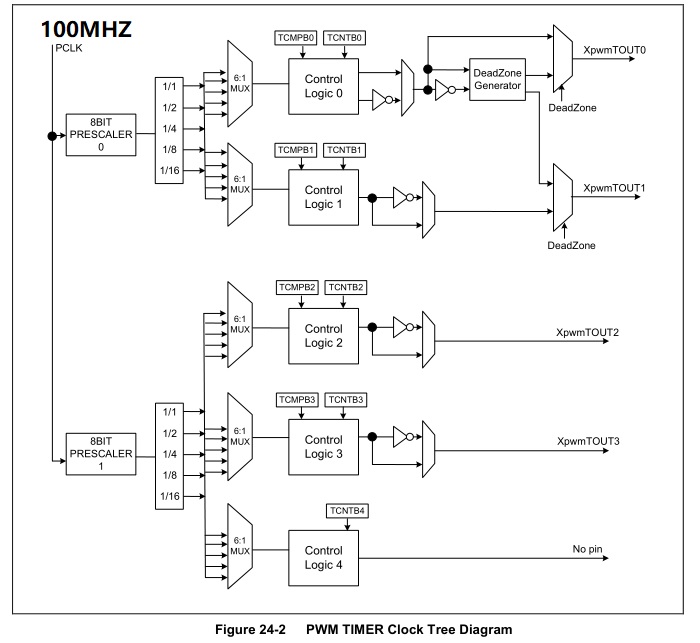 100MHZ
PCLK
8BIT
PRESCALER
0
1/1
1/2
1/4
1/8
1/16
6:1
MUX
TCMPB0
TCNTB0
Control
Logic 0
DeadZone
Generator
XpwmTOUT0
DeadZone
6:1
MUX
TCMPB1
TCNTB1
Control
Logic 1
XpwmTOUT1
DeadZone
6:1
MUX
TCMPB2
TCNTB2
Control
Logic 2
XpwmTOUT2
8BIT
PRESCALER
1
1/1
1/2
1/4
1/8
1/16
6:1
MUX
TCMPB3
TCNTB3
Control
Logic 3
XpwmTOUT3
6:1
MUX
TCNTB4
Control
Logic 4
No pin
Figure 24-2 PWM TIMER Clock Tree Diagram